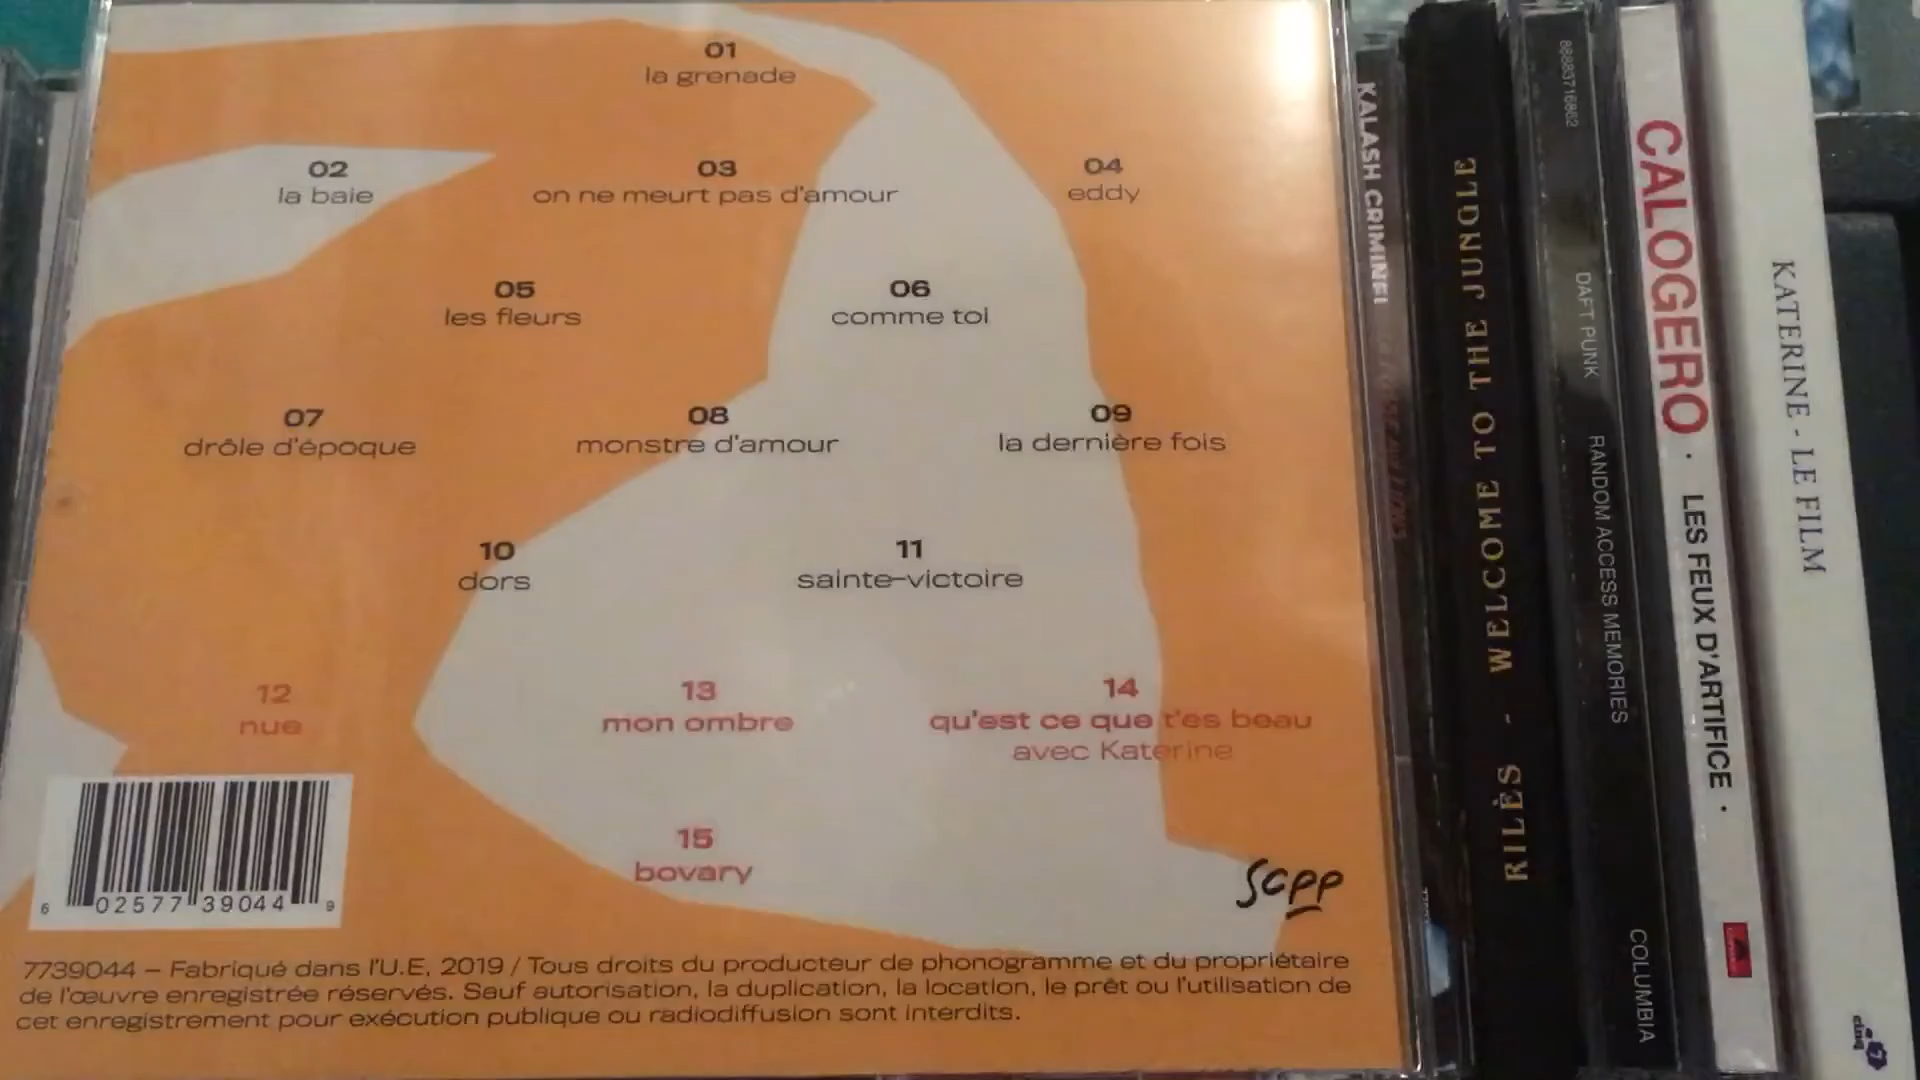 01
la grenade
02
la baie
03
on ne meurt pas d'amour
04
eddy
05
les fleurs
06
comme toi
07
drôle d'époque
08
monstre d'amour
09
la dernière fois
10
dors
11
sainte-victoire
12
nue
13
mon ombre
14
qu'est ce que t'es beau
avec Katerine
15
bovary
SCPP
6 02577 39044 9
7739044 – Fabriqué dans l'U.E, 2019 / Tous droits du producteur de phonogramme et du propriétaire
de l'œuvre enregistrée réservés. Sauf autorisation, la duplication, la location, le prêt ou l'utilisation de
cet enregistrement pour exécution publique ou radiodiffusion sont interdits.
KALASH CRIMINEL
RILÈS - WELCOME TO THE JUNGLE
88883716862
DAFT PUNK
RANDOM ACCESS MEMORIES
COLUMBIA
CALOGERO · LES FEUX D'ARTIFICE ·
KATERINE - LE FILM
cinq 7